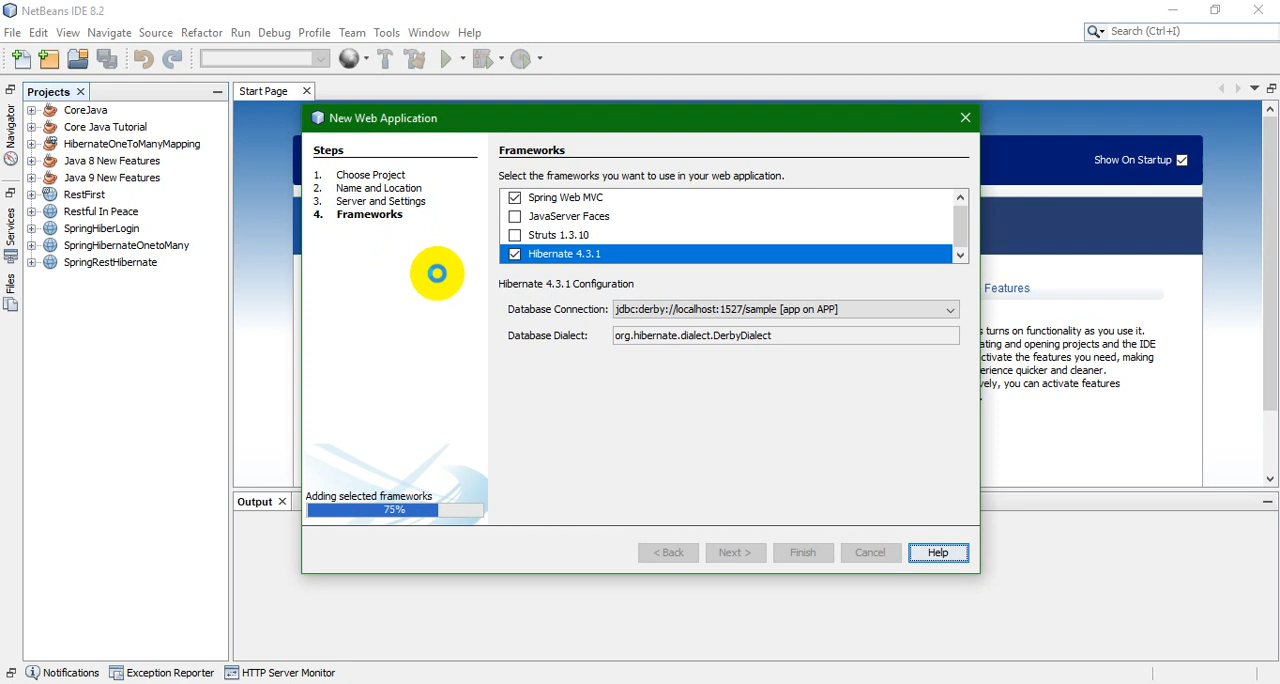 NetBeans IDE 8.2
File Edit View Navigate Source Refactor Run Debug Profile Team Tools Window Help
Search (Ctrl+I)
Projects
Start Page
Navigator
Services
Files
CoreJava
Core Java Tutorial
HibernateOneToManyMapping
Java 8 New Features
Java 9 New Features
RestFirst
Restful In Peace
SpringHiberLogin
SpringHibernateOnetoMany
SpringRestHibernate
New Web Application
Steps
1. Choose Project
2. Name and Location
3. Server and Settings
4. Frameworks
Adding selected frameworks
75%
Frameworks
Select the frameworks you want to use in your web application.
Spring Web MVC
JavaServer Faces
Struts 1.3.10
Hibernate 4.3.1
Hibernate 4.3.1 Configuration
Database Connection: jdbc:derby://localhost:1527/sample [app on APP]
Database Dialect: org.hibernate.dialect.DerbyDialect
< Back Next > Finish Cancel Help
Show On Startup
Features
s turns on functionality as you use it.
ating and opening projects and the IDE
ctivate the features you need, making
erience quicker and cleaner.
vely, you can activate features
Output
Notifications Exception Reporter HTTP Server Monitor